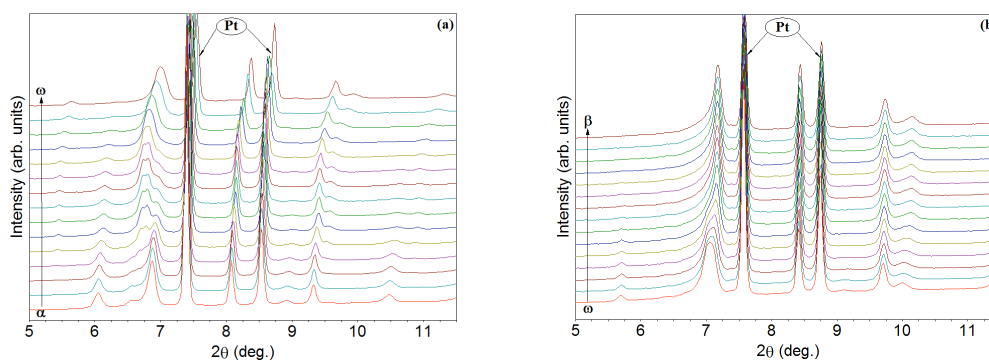 (a)
Pt
ω
α
Intensity (arb. units)
5 6 7 8 9 10 11
2θ (deg.)
(b
Pt
β
ω
Intensity (arb. units)
5 6 7 8 9 10 11
2θ (deg.)